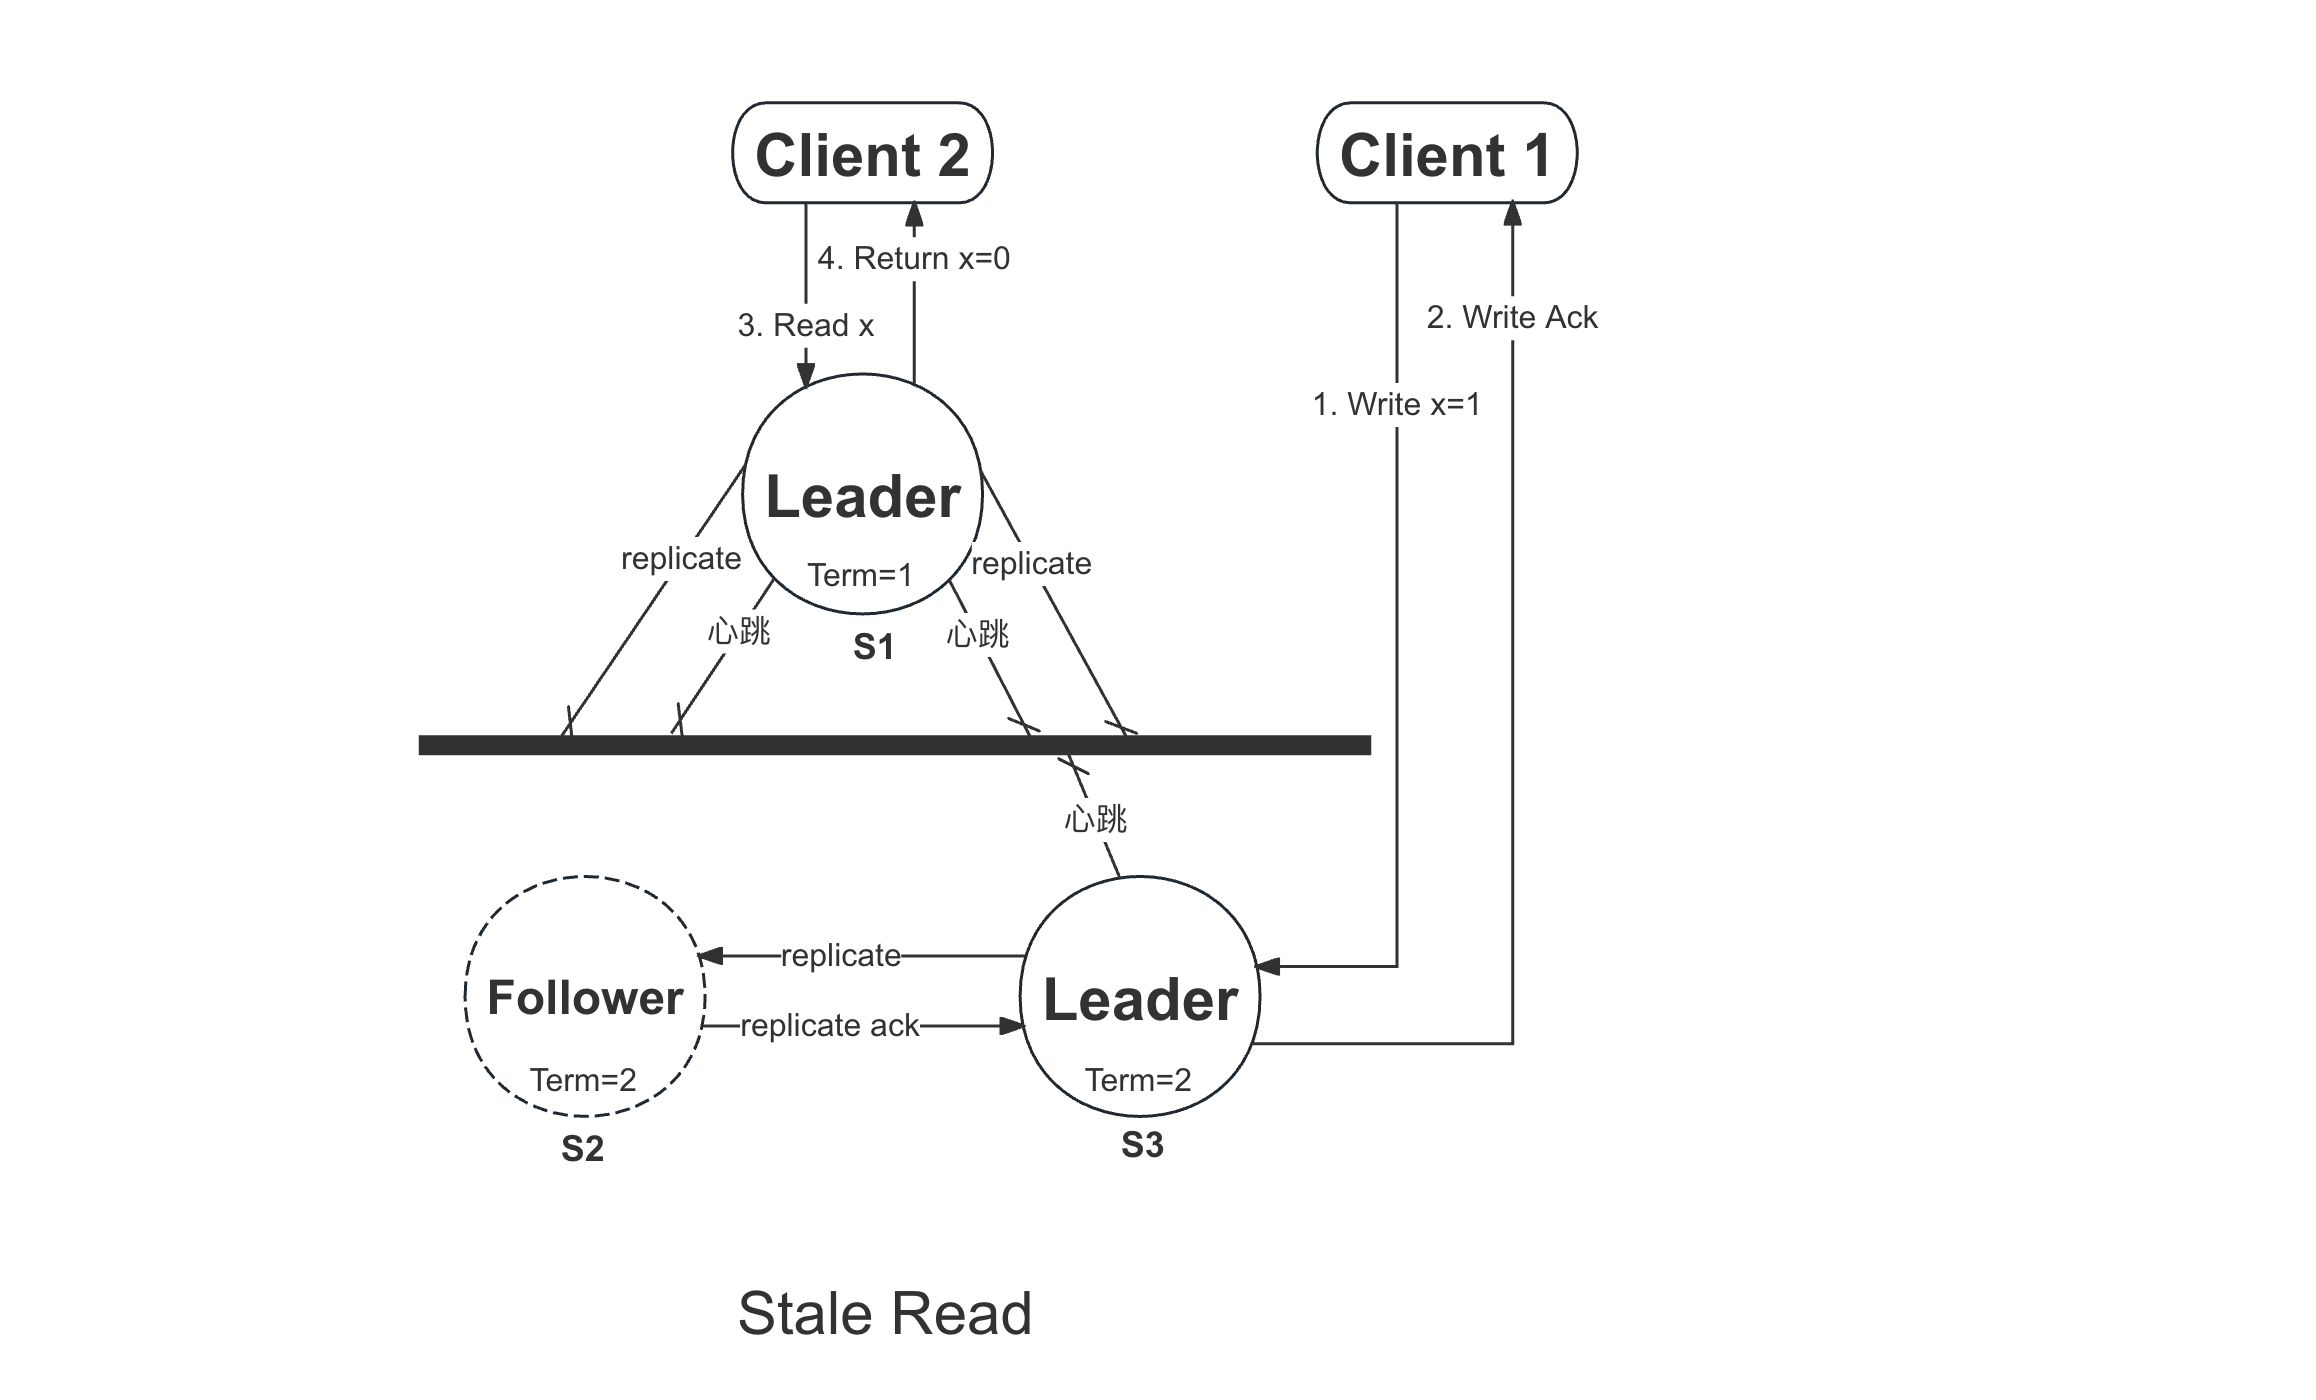 Client 2
Client 1
4. Return x=0
2. Write Ack
3. Read x
1. Write x=1
Leader
Term=1
S1
replicate
replicate
心跳
心跳
心跳
replicate
replicate ack
Follower
Term=2
S2
Leader
Term=2
S3
Stale Read